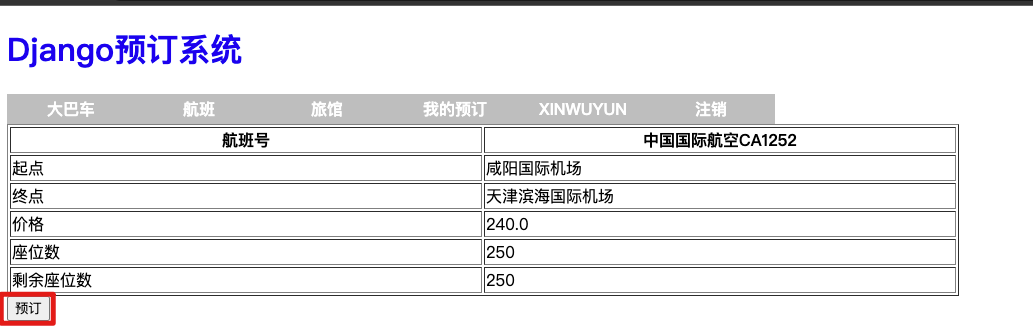 Django预订系统
大巴车 航班 旅馆 我的预订 XINWUYUN 注销
航班号 中国国际航空CA1252
起点 咸阳国际机场
终点 天津滨海国际机场
价格 240.0
座位数 250
剩余座位数 250
预订